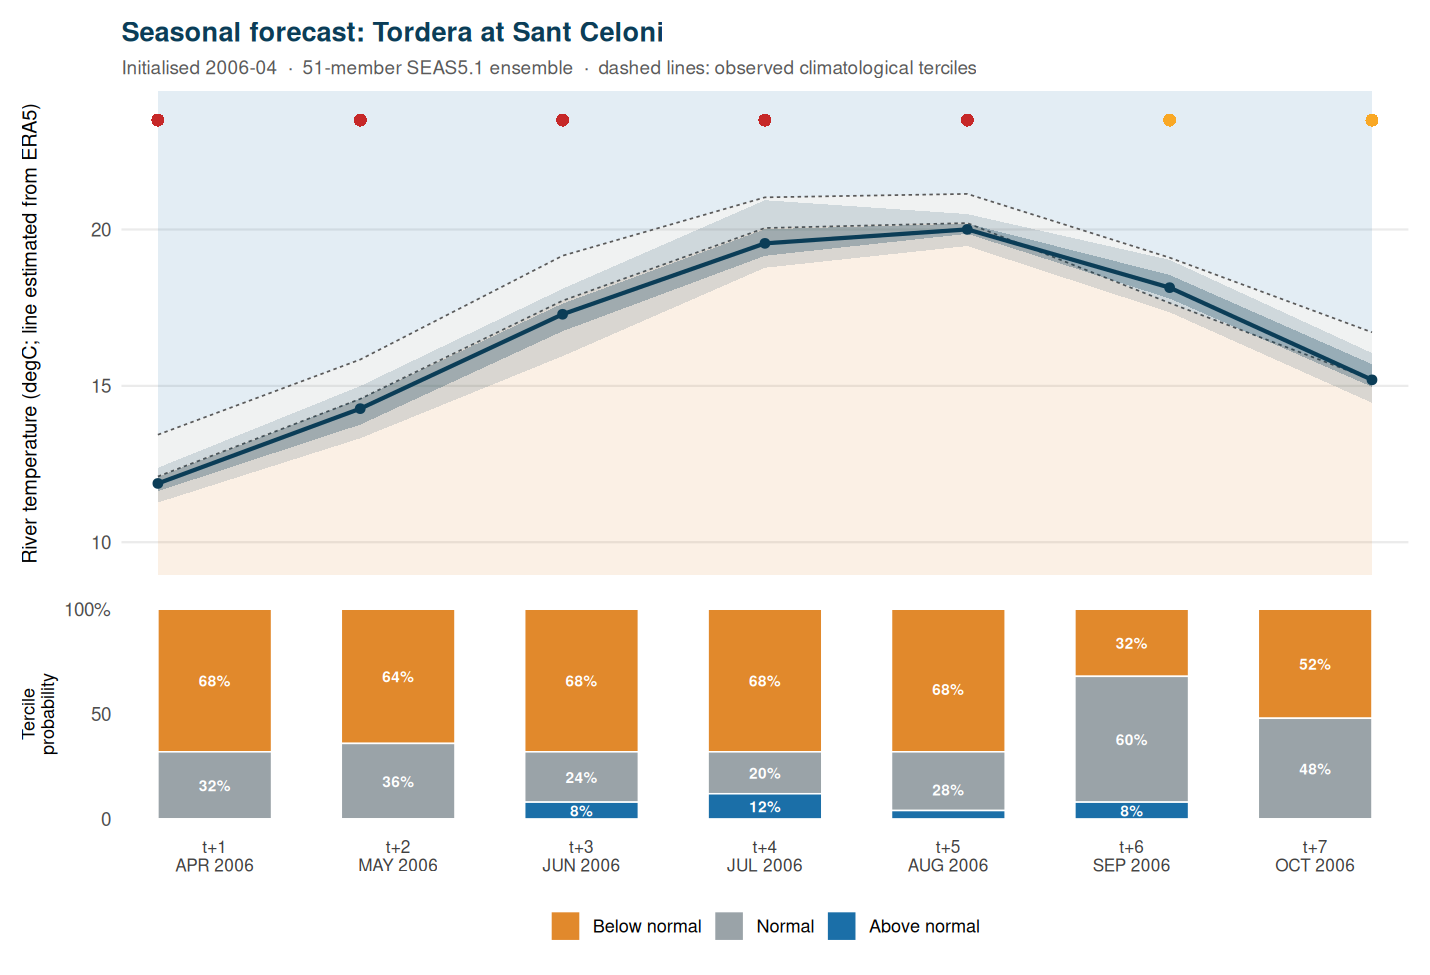 Seasonal forecast: Tordera at Sant Celoni
Initialised 2006-04 · 51-member SEAS5.1 ensemble · dashed lines: observed climatological terciles
River temperature (degC; line estimated from ERA5)
20
15
10
Tercile
probability
100%
50
0
68%
64%
68%
68%
68%
32%
52%
32%
36%
24%
20%
28%
60%
48%
8%
12%
8%
t+1
APR 2006
t+2
MAY 2006
t+3
JUN 2006
t+4
JUL 2006
t+5
AUG 2006
t+6
SEP 2006
t+7
OCT 2006
Below normal
Normal
Above normal